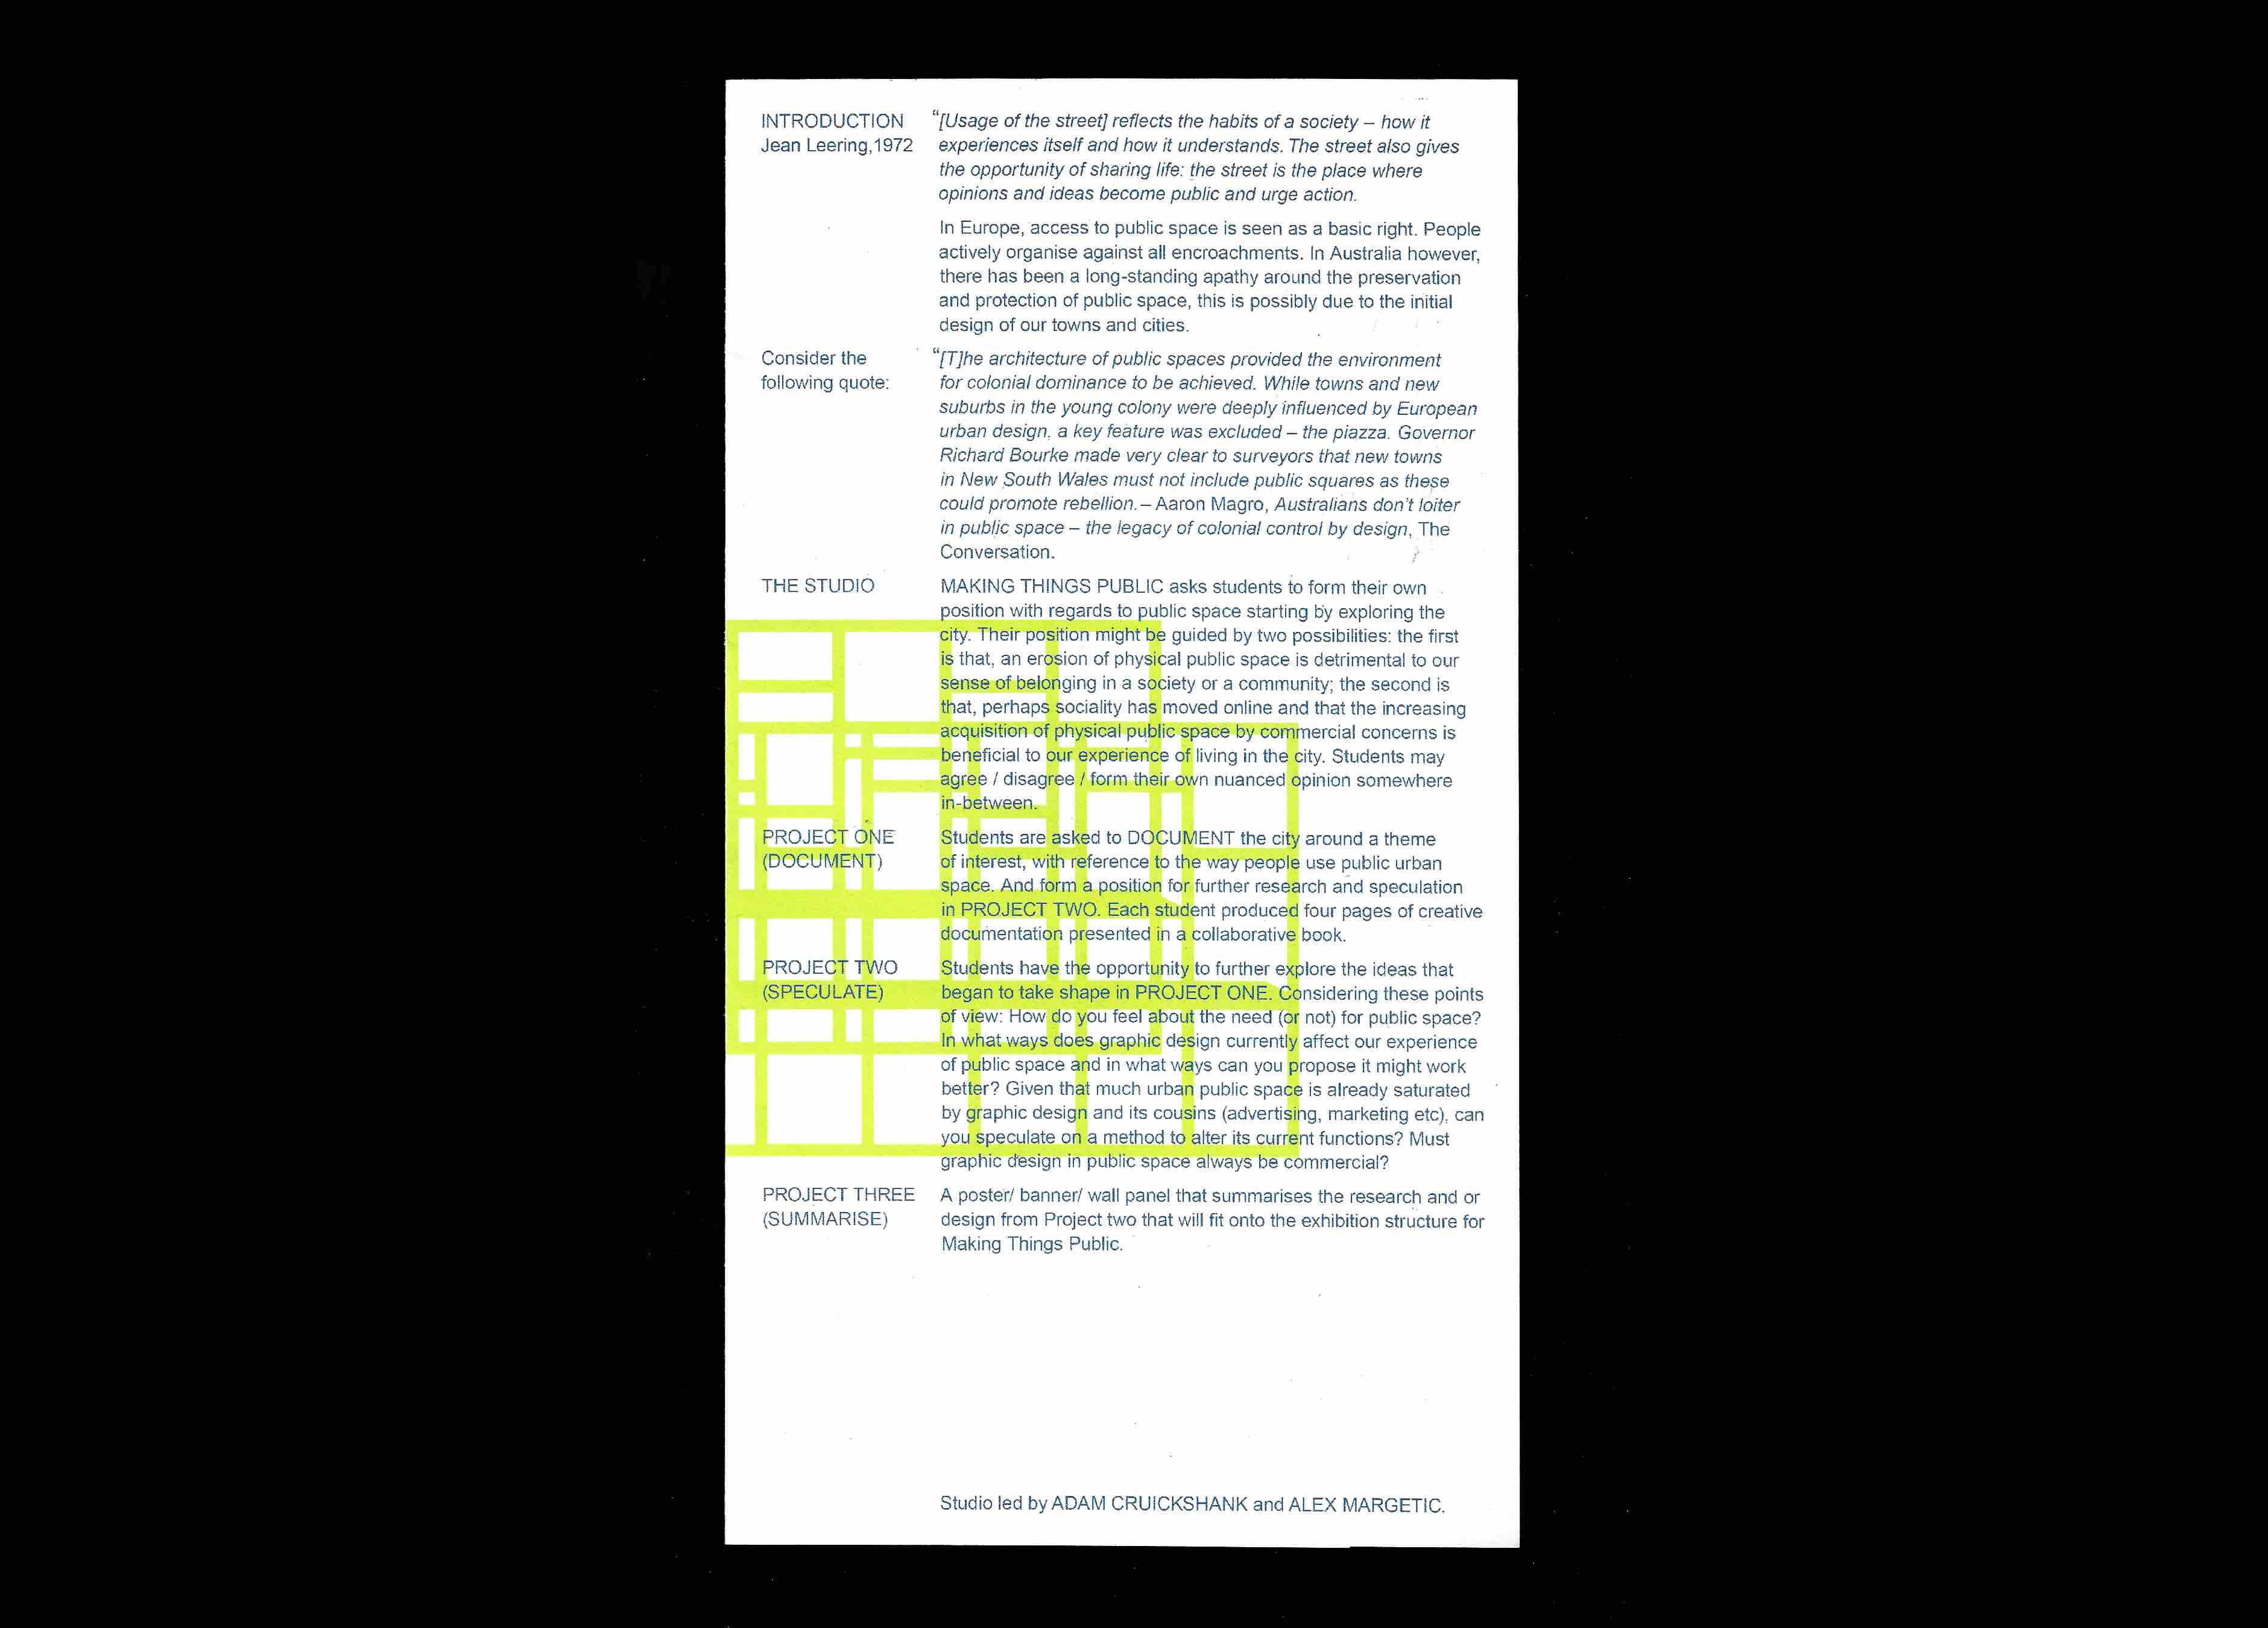 INTRODUCTION
Jean Leering,1972
“[Usage of the street] reflects the habits of a society – how it
experiences itself and how it understands. The street also gives
the opportunity of sharing life: the street is the place where
opinions and ideas become public and urge action.
In Europe, access to public space is seen as a basic right. People
actively organise against all encroachments. In Australia however,
there has been a long-standing apathy around the preservation
and protection of public space, this is possibly due to the initial
design of our towns and cities.
Consider the
following quote:
“[T]he architecture of public spaces provided the environment
for colonial dominance to be achieved. While towns and new
suburbs in the young colony were deeply influenced by European
urban design, a key feature was excluded – the piazza. Governor
Richard Bourke made very clear to surveyors that new towns
in New South Wales must not include public squares as these
could promote rebellion. – Aaron Magro, Australians don’t loiter
in public space – the legacy of colonial control by design, The
Conversation.
THE STUDIO
MAKING THINGS PUBLIC asks students to form their own
position with regards to public space starting by exploring the
city. Their position might be guided by two possibilities: the first
is that, an erosion of physical public space is detrimental to our
sense of belonging in a society or a community; the second is
that, perhaps sociality has moved online and that the increasing
acquisition of physical public space by commercial concerns is
beneficial to our experience of living in the city. Students may
agree / disagree / form their own nuanced opinion somewhere
in-between.
PROJECT ONE
(DOCUMENT)
Students are asked to DOCUMENT the city around a theme
of interest, with reference to the way people use public urban
space. And form a position for further research and speculation
in PROJECT TWO. Each student produced four pages of creative
documentation presented in a collaborative book.
PROJECT TWO
(SPECULATE)
Students have the opportunity to further explore the ideas that
began to take shape in PROJECT ONE. Considering these points
of view: How do you feel about the need (or not) for public space?
In what ways does graphic design currently affect our experience
of public space and in what ways can you propose it might work
better? Given that much urban public space is already saturated
by graphic design and its cousins (advertising, marketing etc), can
you speculate on a method to alter its current functions? Must
graphic design in public space always be commercial?
PROJECT THREE
(SUMMARISE)
A poster/ banner/ wall panel that summarises the research and or
design from Project two that will fit onto the exhibition structure for
Making Things Public.
Studio led by ADAM CRUICKSHANK and ALEX MARGETIC.